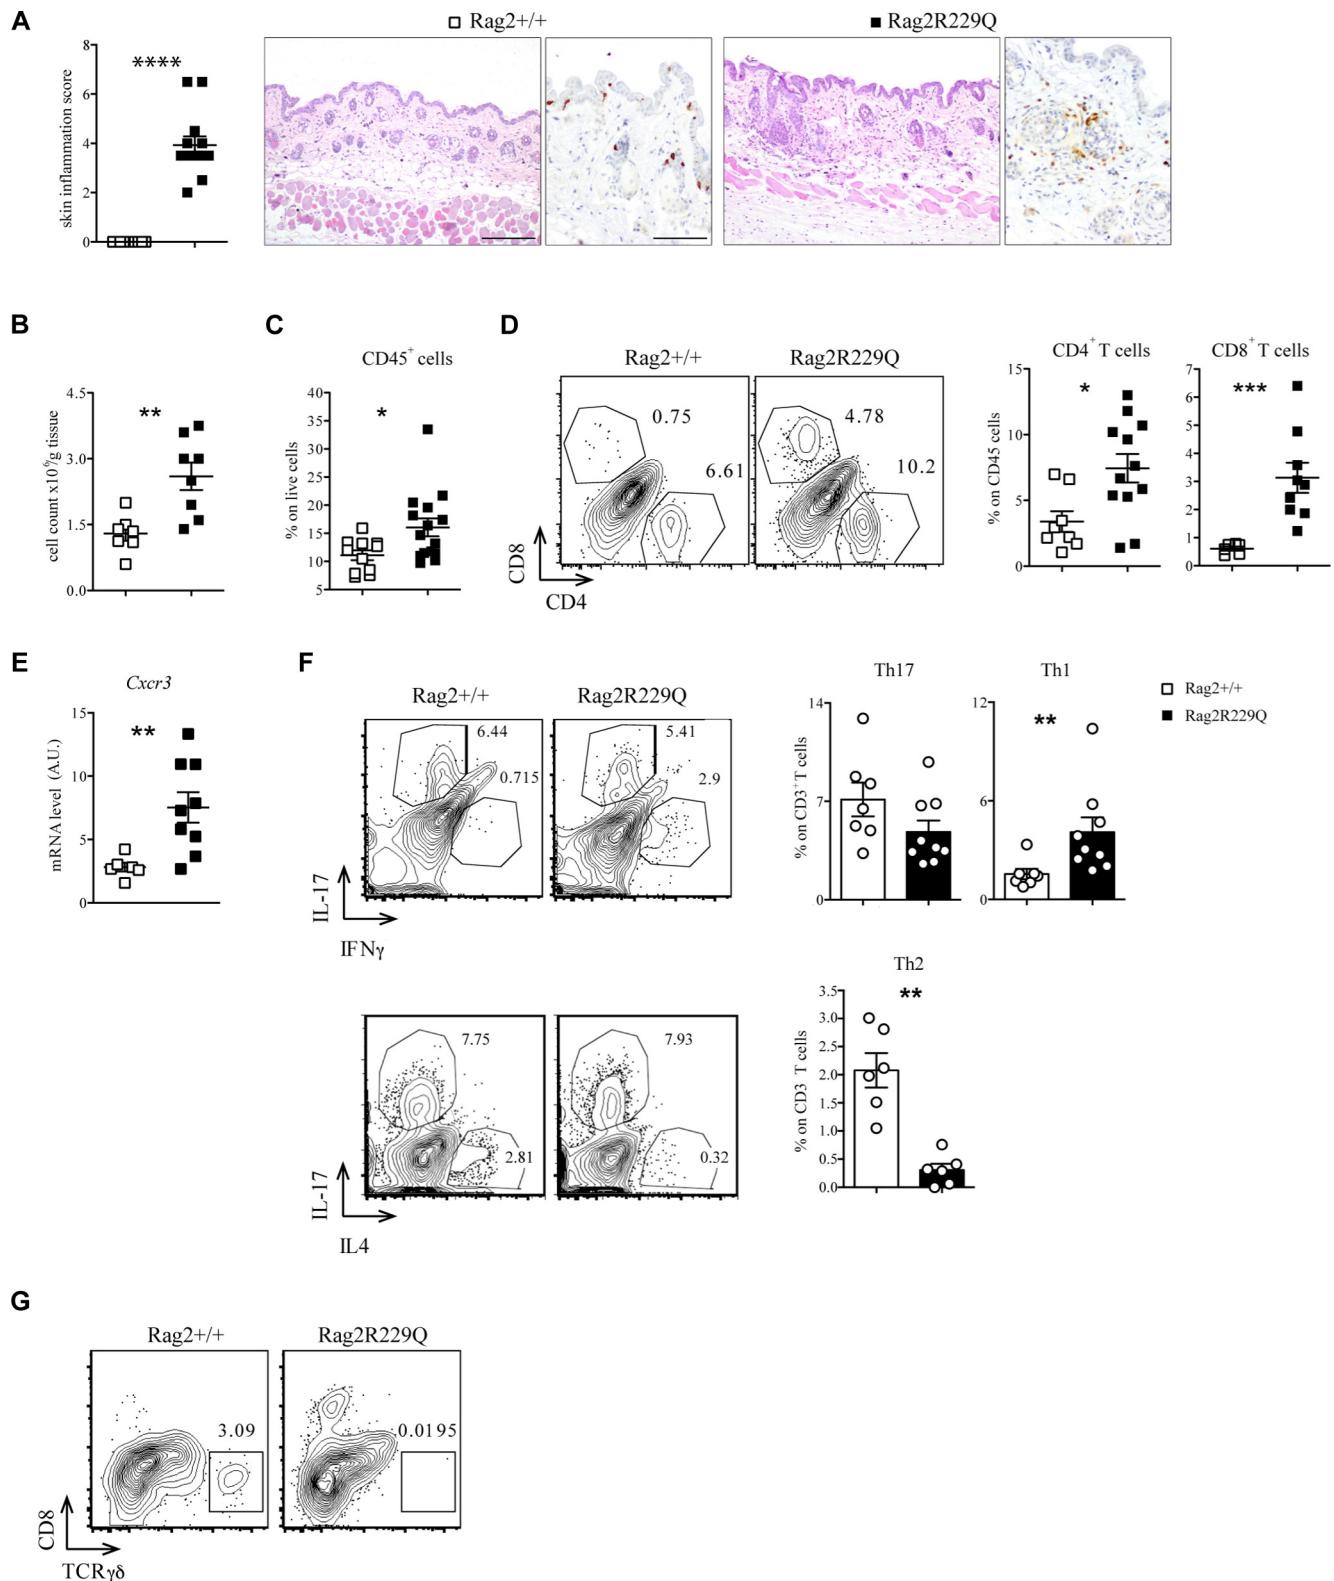 A
□ Rag2+/+
■ Rag2R229Q
skin inflammation score
8
6
4
2
0
****
B
cell count x10⁶/g tissue
4.5
3.0
1.5
0.0
**
C
CD45⁺ cells
% on live cells
40
35
30
25
20
15
10
5
*
D
Rag2+/+
Rag2R229Q
0.75
6.61
4.78
10.2
CD8
CD4
CD4⁺ T cells
% on CD45 cells
15
10
5
0
*
CD8⁺ T cells
7
6
5
4
3
2
1
0
***
E
Cxcr3
mRNA level (A.U.)
15
10
5
0
**
F
Rag2+/+
Rag2R229Q
6.44
0.715
5.41
2.9
IL-17
IFNγ
Th17
% on CD3⁺T cells
14
7
0
Th1
12
6
0
**
□ Rag2+/+
■ Rag2R229Q
7.75
2.81
7.93
0.32
IL-17
IL4
Th2
% on CD3 T cells
3.5
3.0
2.5
2.0
1.5
1.0
0.5
0.0
**
G
Rag2+/+
Rag2R229Q
3.09
0.0195
CD8
TCRγδ